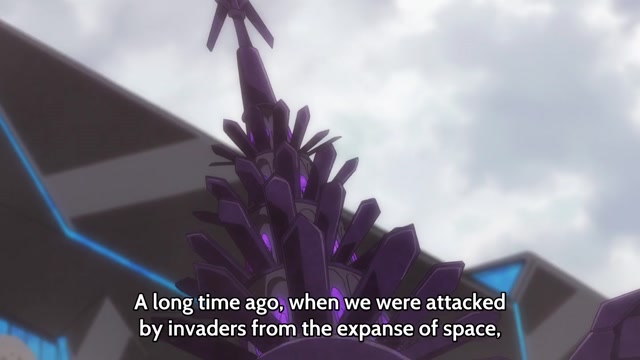 A long time ago, when we were attacked
by invaders from the expanse of space,